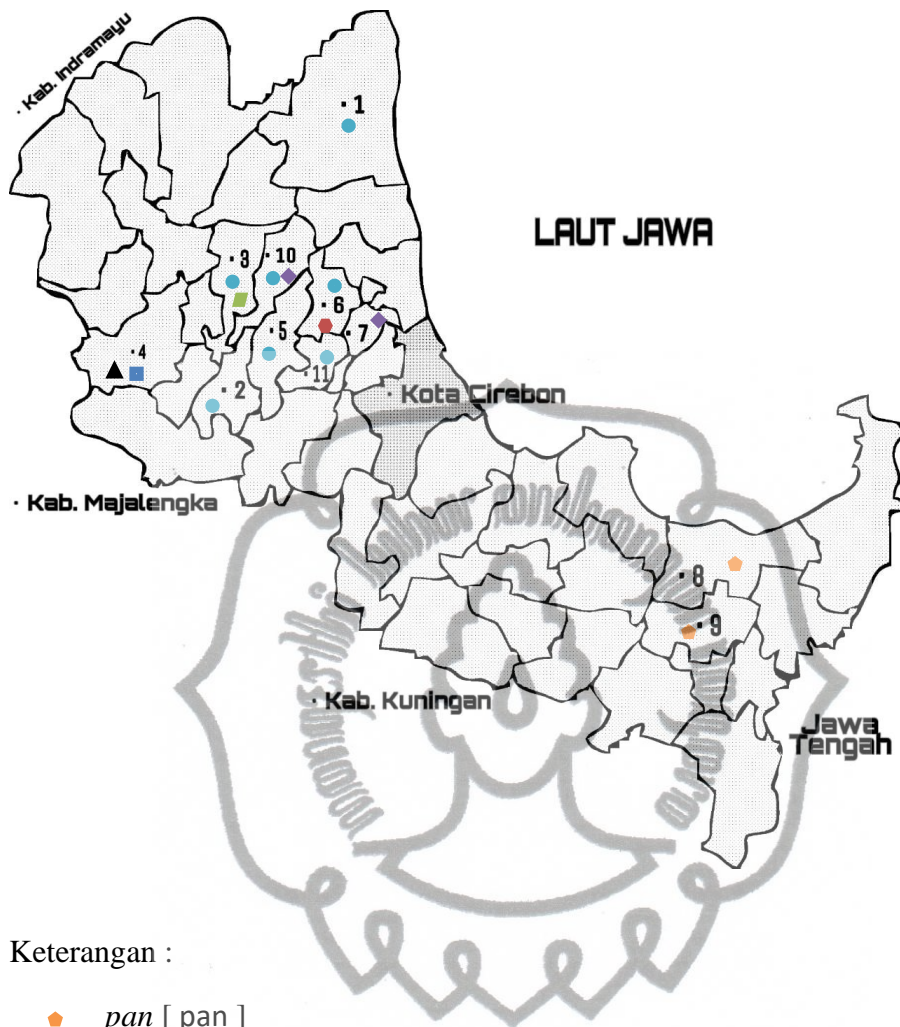 · Kab. Indramayu
· 1
LAUT JAWA
· 3
· 10
· 6
· 5
· 7
· 4
· 11
· 2
· Kota Cirebon
· Kab. Majalengka
· 8
· 9
· Kab. Kuningan
Jawa
Tengah
Keterangan :
pan [ pan ]